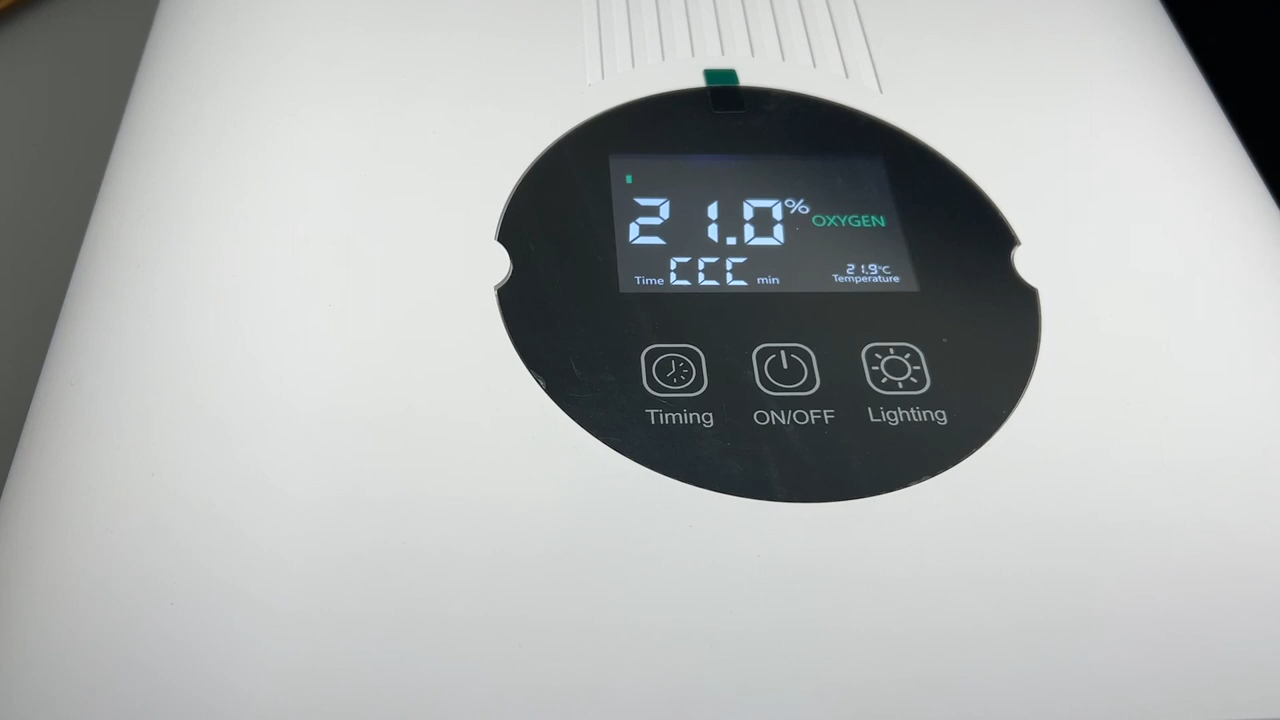 21.0% OXYGEN
Time CCC min 21.9°C
Temperature
Timing ON/OFF Lighting